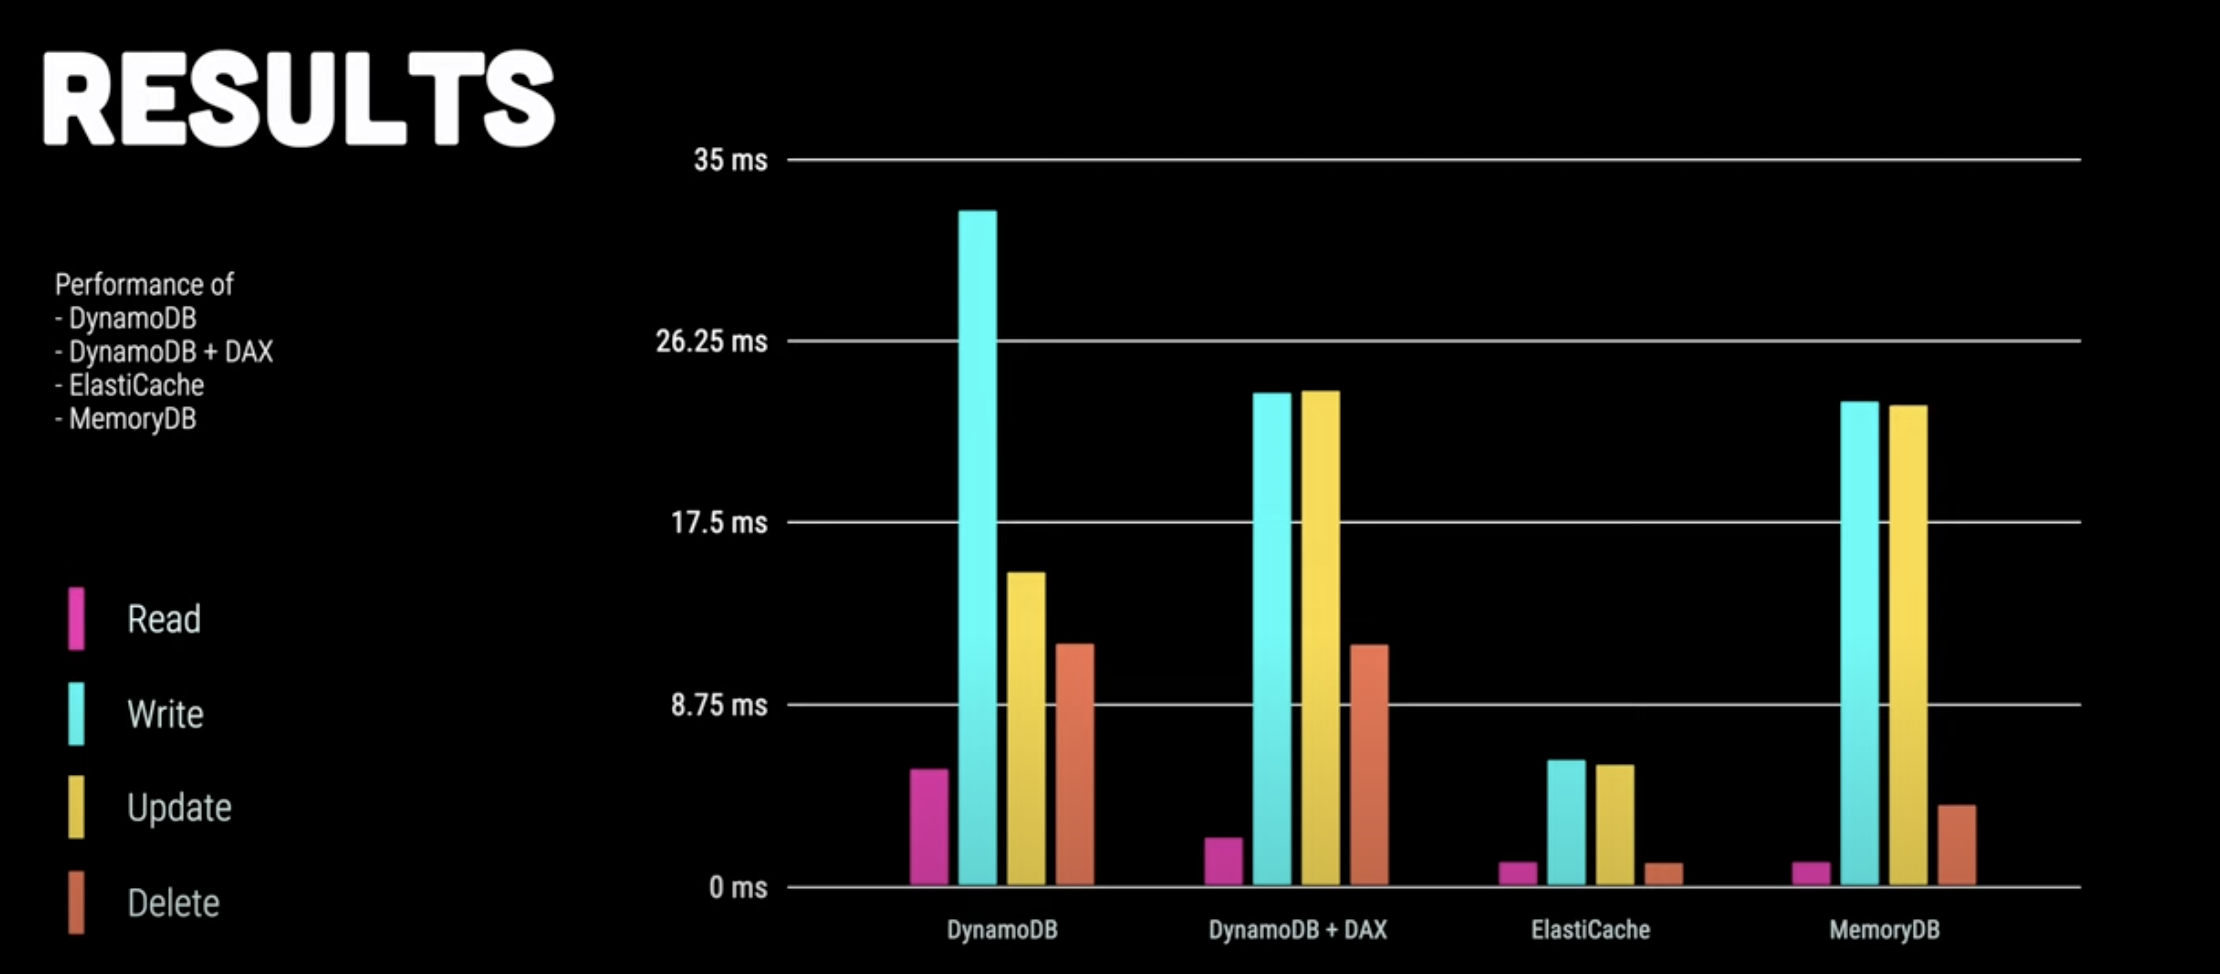 RESULTS
Performance of
- DynamoDB
- DynamoDB + DAX
- ElastiCache
- MemoryDB
Read
Write
Update
Delete
35 ms
26.25 ms
17.5 ms
8.75 ms
0 ms
DynamoDB
DynamoDB + DAX
ElastiCache
MemoryDB